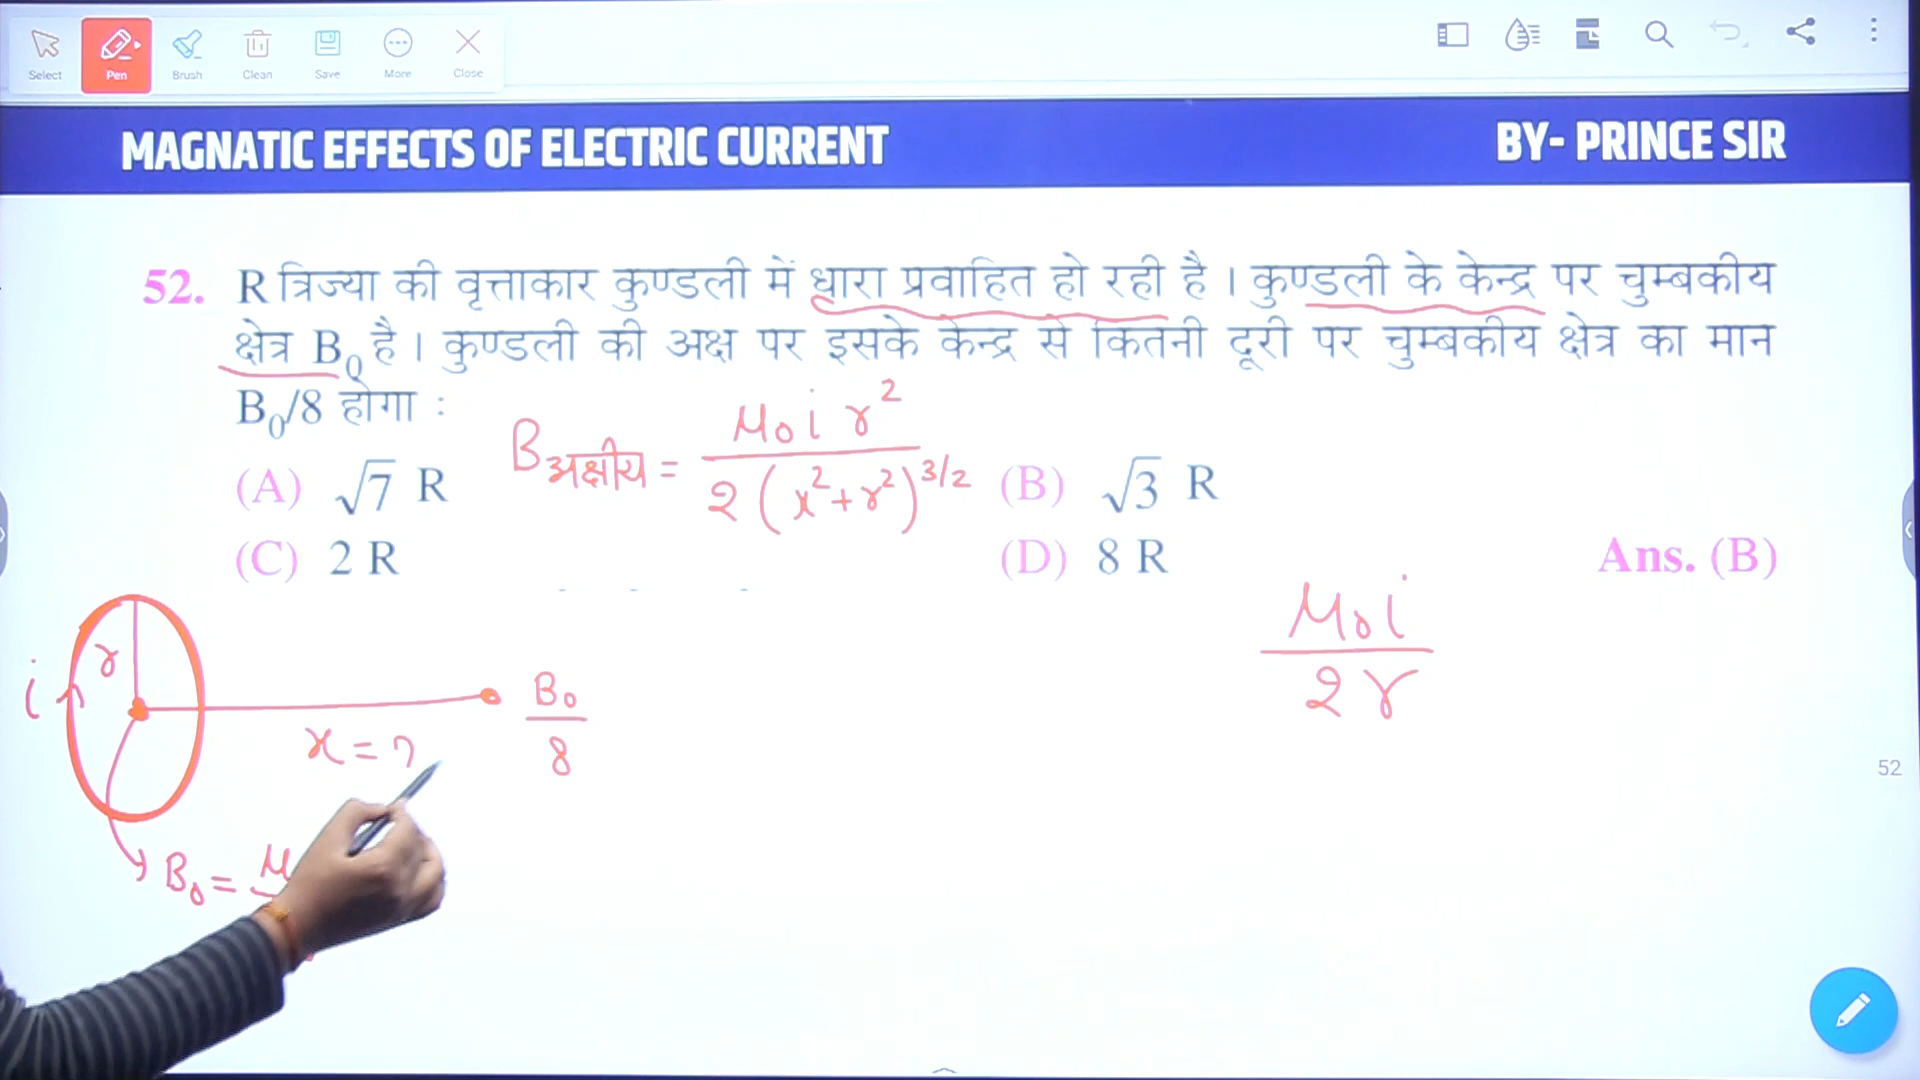 Select Pen Brush Clean Save More Close
MAGNATIC EFFECTS OF ELECTRIC CURRENT
BY- PRINCE SIR
52. R त्रिज्या की वृत्ताकार कुण्डली में धारा प्रवाहित हो रही है । कुण्डली के केन्द्र पर चुम्बकीय
क्षेत्र B₀ है । कुण्डली की अक्ष पर इसके केन्द्र से कितनी दूरी पर चुम्बकीय क्षेत्र का मान
B₀/8 होगा :
B अक्षीय = μ₀ i r² / 2 (x² + r²)^3/2
(A) √7 R
(B) √3 R
(C) 2 R
(D) 8 R
Ans. (B)
μ₀ i / 2 r
r
i
B₀ / 8
x = ?
B₀ = μ
52